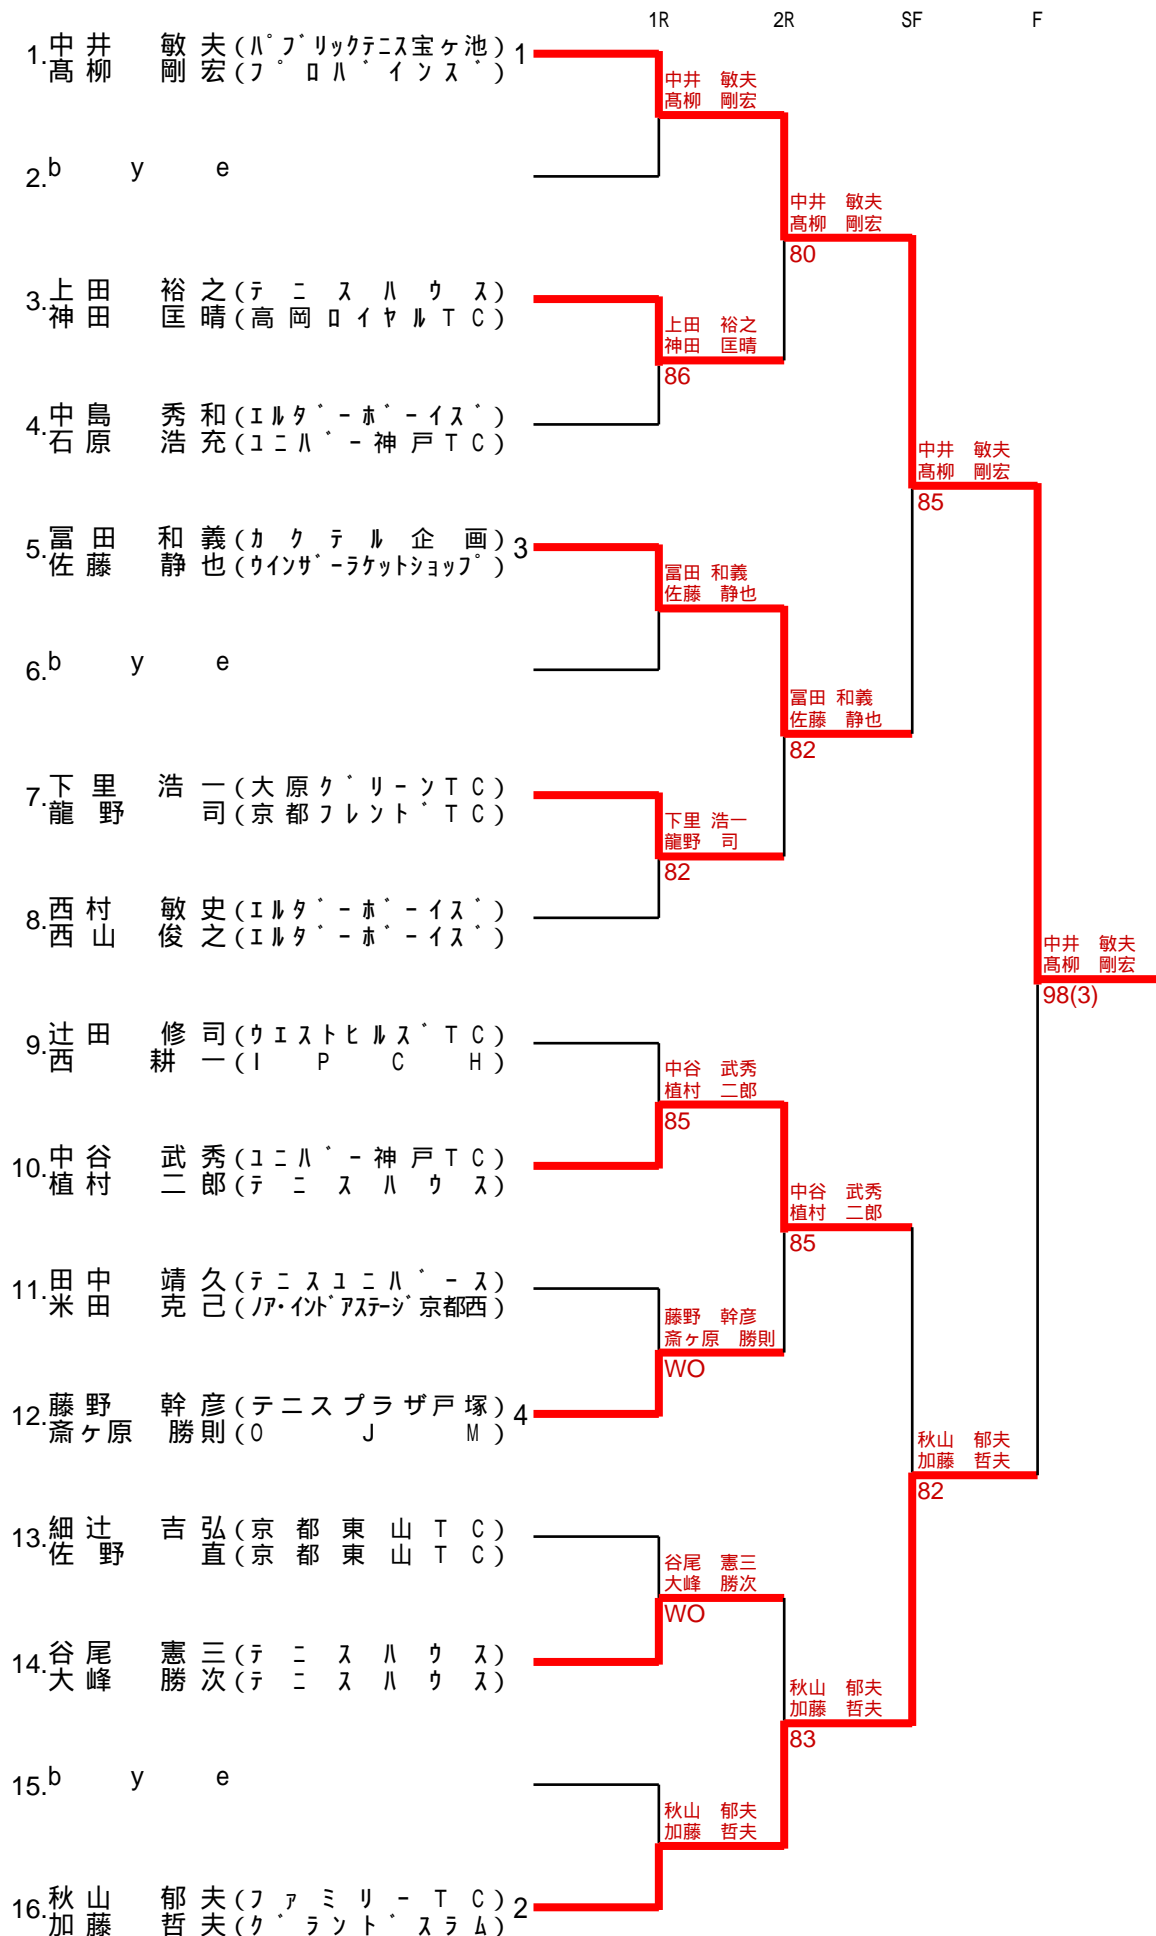 1R 2R SF F
1. 中井 敏夫 (パブリックテニス宝ヶ池) 1
髙柳 剛宏 (プロバインズ)
中井 敏夫
髙柳 剛宏
2. bye
中井 敏夫
髙柳 剛宏
80
3. 上田 裕之 (テニスハウス)
神田 匡晴 (高岡ロイヤルTC)
上田 裕之
神田 匡晴
86
4. 中島 秀和 (エルダーボーイズ)
石原 浩充 (ユニバー神戸TC)
中井 敏夫
髙柳 剛宏
85
5. 冨田 和義 (カクテル企画) 3
佐藤 静也 (ウインザーラケットショップ)
冨田 和義
佐藤 静也
6. bye
冨田 和義
佐藤 静也
82
7. 下里 浩一 (大原グリーンTC)
龍野 司 (京都フレンドTC)
下里 浩一
龍野 司
82
8. 西村 敏史 (エルダーボーイズ)
西山 俊之 (エルダーボーイズ)
中井 敏夫
髙柳 剛宏
98(3)
9. 辻田 修司 (ウエストヒルズTC)
西 耕一 (IPCH)
中谷 武秀
植村 二郎
85
10. 中谷 武秀 (ユニバー神戸TC)
植村 二郎 (テニスハウス)
中谷 武秀
植村 二郎
85
11. 田中 靖久 (テニスユニバース)
米田 克己 (ノア・インドアステージ京都西)
藤野 幹彦
斎ヶ原 勝則
WO
12. 藤野 幹彦 (テニスプラザ戸塚) 4
斎ヶ原 勝則 (OJM)
秋山 郁夫
加藤 哲夫
82
13. 細辻 吉弘 (京都東山TC)
佐野 直 (京都東山TC)
谷尾 憲三
大峰 勝次
WO
14. 谷尾 憲三 (テニスハウス)
大峰 勝次 (テニスハウス)
秋山 郁夫
加藤 哲夫
83
15. bye
秋山 郁夫
加藤 哲夫
16. 秋山 郁夫 (ファミリーTC) 2
加藤 哲夫 (グランドスラム)